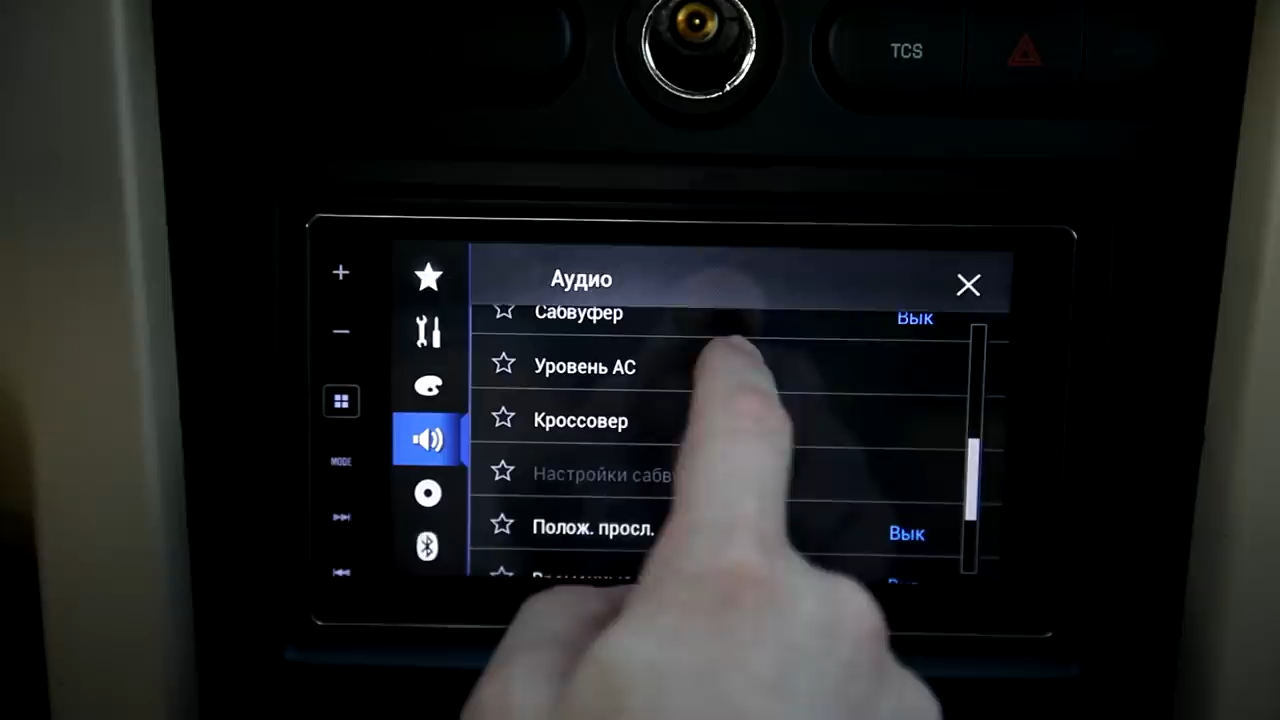 TCS
Аудио
Сабвуфер Вык
Уровень АС
Кроссовер
Настройки сабв
Полож. просл. Вык
MODE